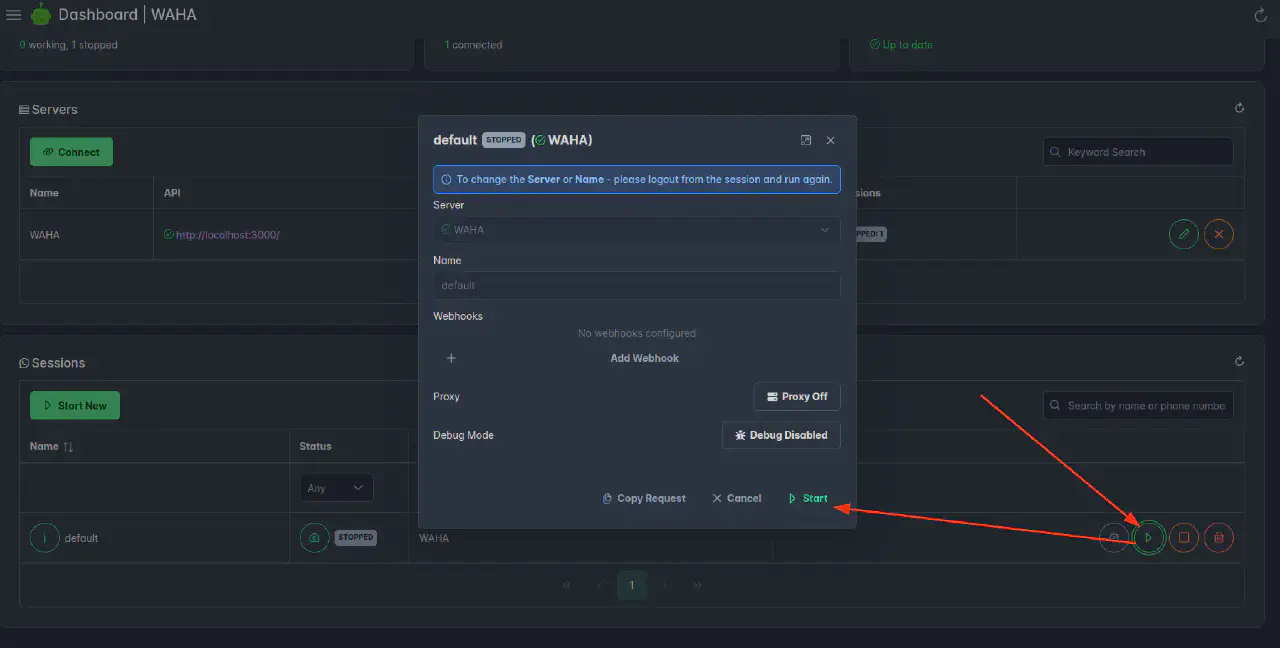 Dashboard | WAHA
0 working, 1 stopped
1 connected
Up to date
Servers
Connect
Keyword Search
Name
API
sions
WAHA
http://localhost:3000/
PPED: 1
default STOPPED (WAHA)
To change the Server or Name - please logout from the session and run again.
Server
WAHA
Name
default
Webhooks
No webhooks configured
+ Add Webhook
Proxy
Proxy Off
Debug Mode
Debug Disabled
Copy Request
Cancel
Start
Sessions
Start New
Search by name or phone numbe
Name
Status
Any
default
STOPPED
WAHA
« ‹ 1 › »